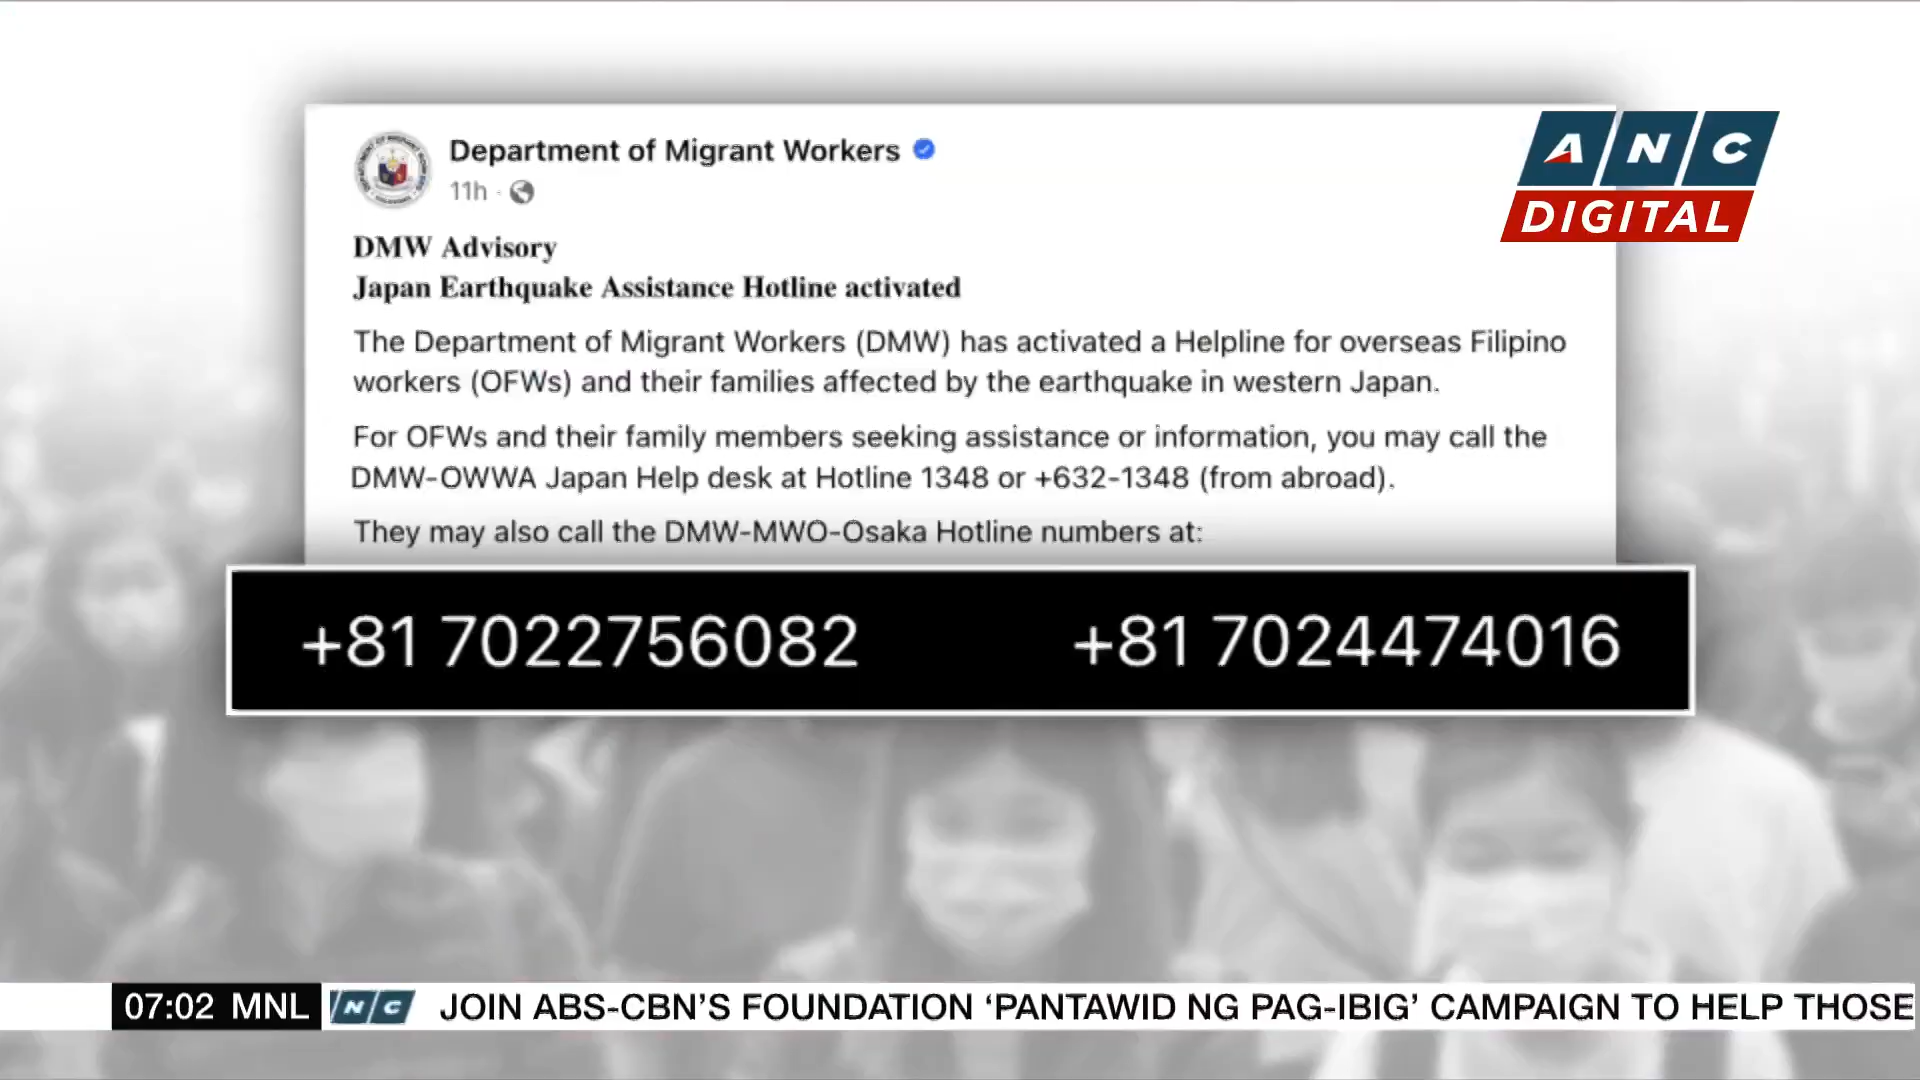 Department of Migrant Workers
11h ·
DMW Advisory
Japan Earthquake Assistance Hotline activated
The Department of Migrant Workers (DMW) has activated a Helpline for overseas Filipino
workers (OFWs) and their families affected by the earthquake in western Japan.
For OFWs and their family members seeking assistance or information, you may call the
DMW-OWWA Japan Help desk at Hotline 1348 or +632-1348 (from abroad).
They may also call the DMW-MWO-Osaka Hotline numbers at:
+81 7022756082 +81 7024474016
ANC
DIGITAL
07:02 MNL NC JOIN ABS-CBN’S FOUNDATION ‘PANTAWID NG PAG-IBIG’ CAMPAIGN TO HELP THOSE